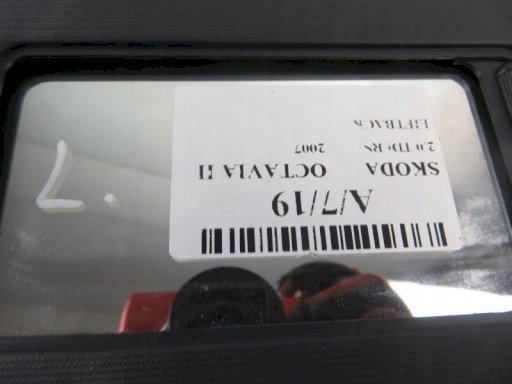 A/7/19
SKODA OCTAVIA II
2.0 TDi RS 2007
LIFTBACK
L.